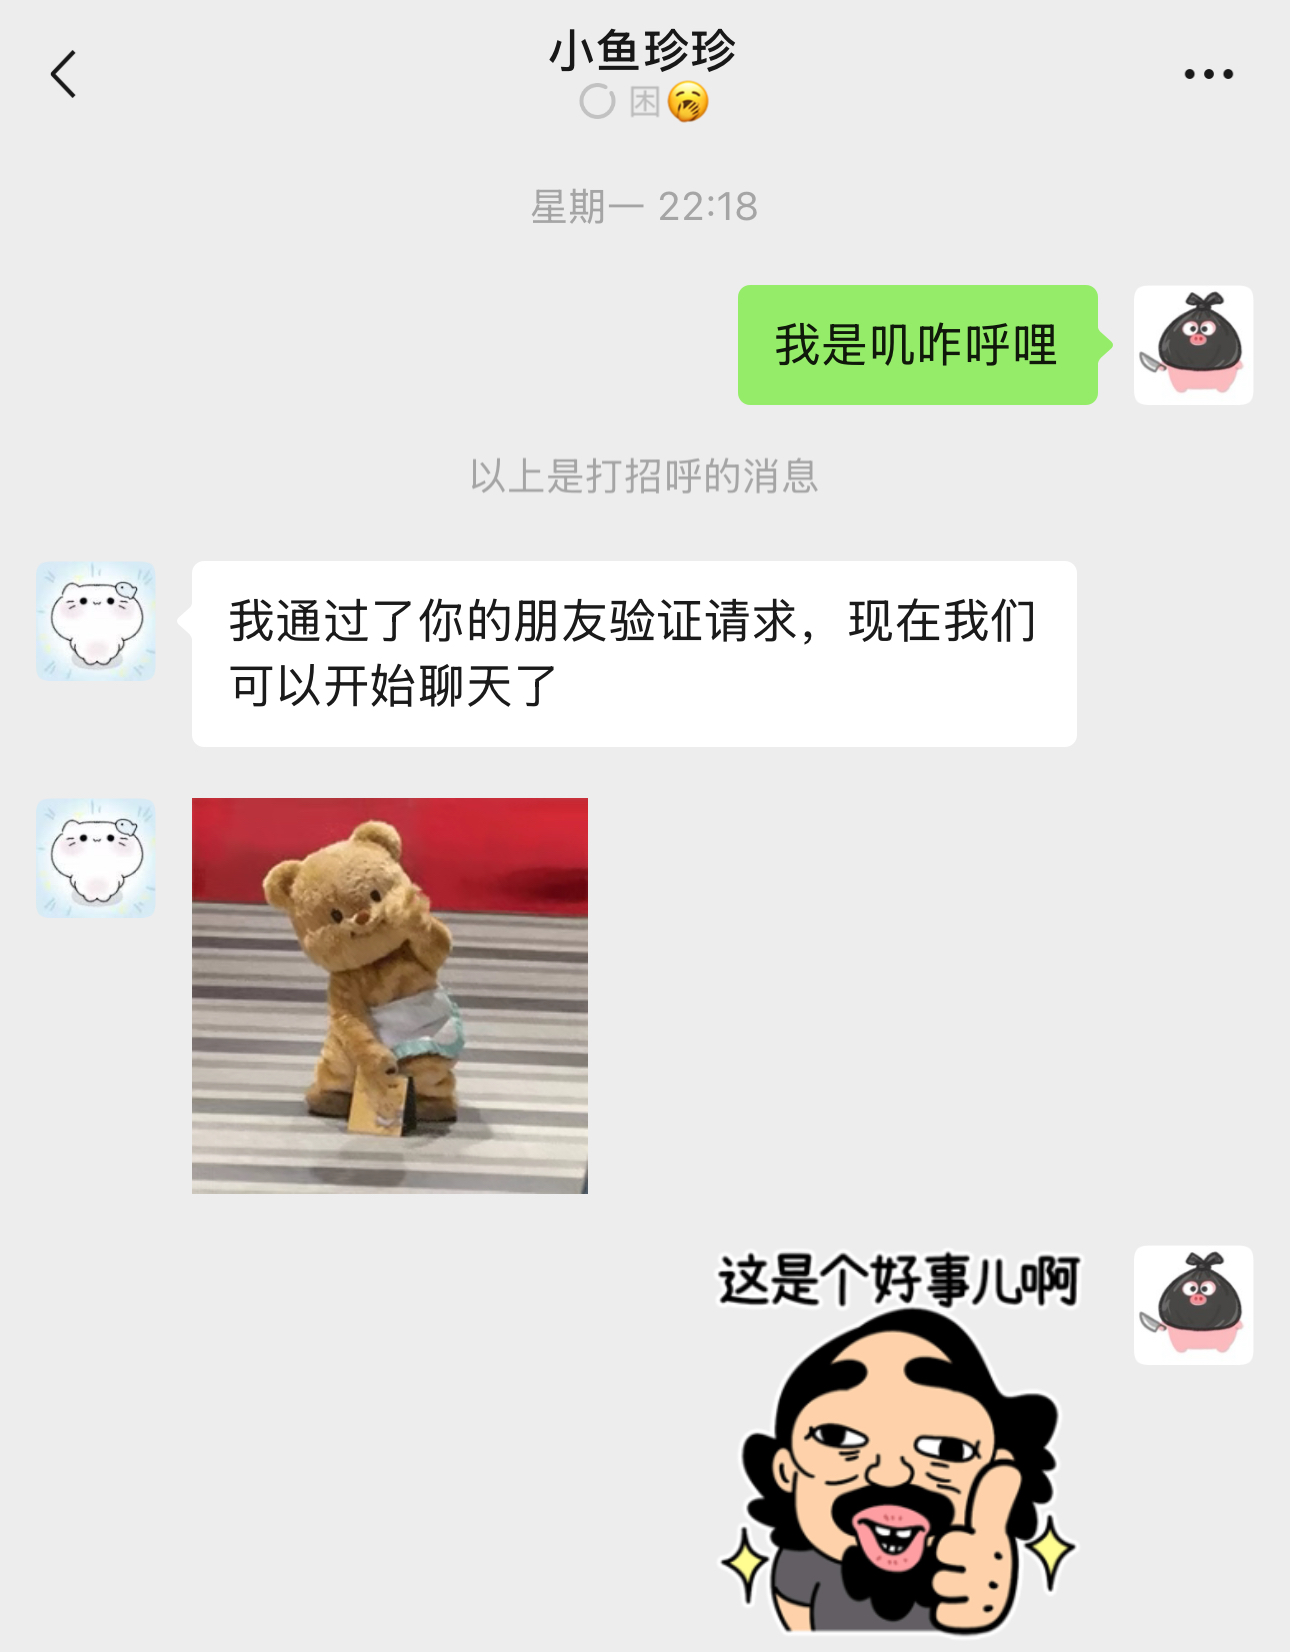 小鱼珍珍
困🥱
星期一 22:18
我是叽咋呼哩
以上是打招呼的消息
我通过了你的朋友验证请求，现在我们
可以开始聊天了
这是个好事儿啊